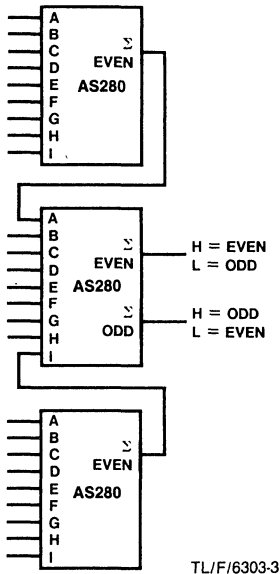 A
B
C
D
E
F
G
H
I
Σ
EVEN
AS280
A
B
C
D
E
F
G
H
I
Σ
EVEN
AS280
Σ
ODD
H = EVEN
L = ODD
H = ODD
L = EVEN
A
B
C
D
E
F
G
H
I
Σ
EVEN
AS280
TL/F/6303-3